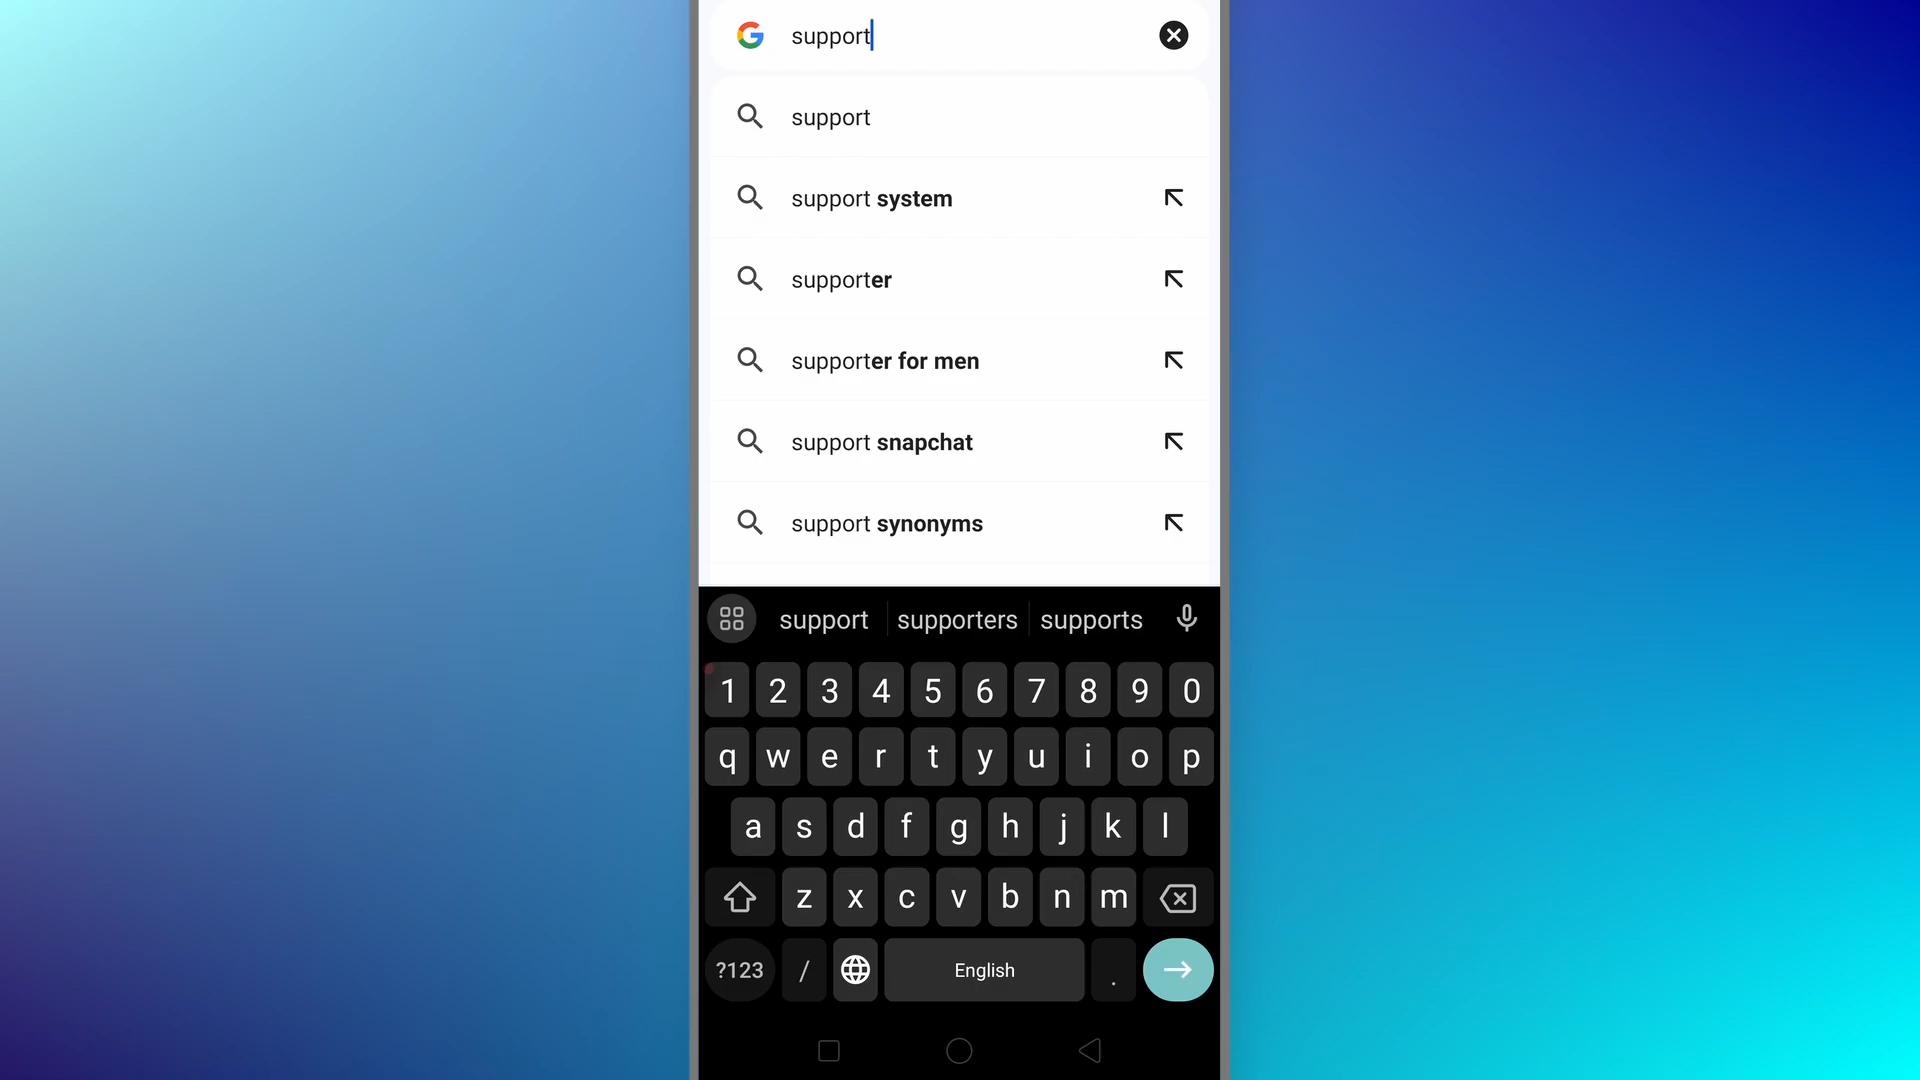 support
support
support system
supporter
supporter for men
support snapchat
support synonyms
support supporters supports
1 2 3 4 5 6 7 8 9 0
q w e r t y u i o p
a s d f g h j k l
z x c v b n m
?123 / English .